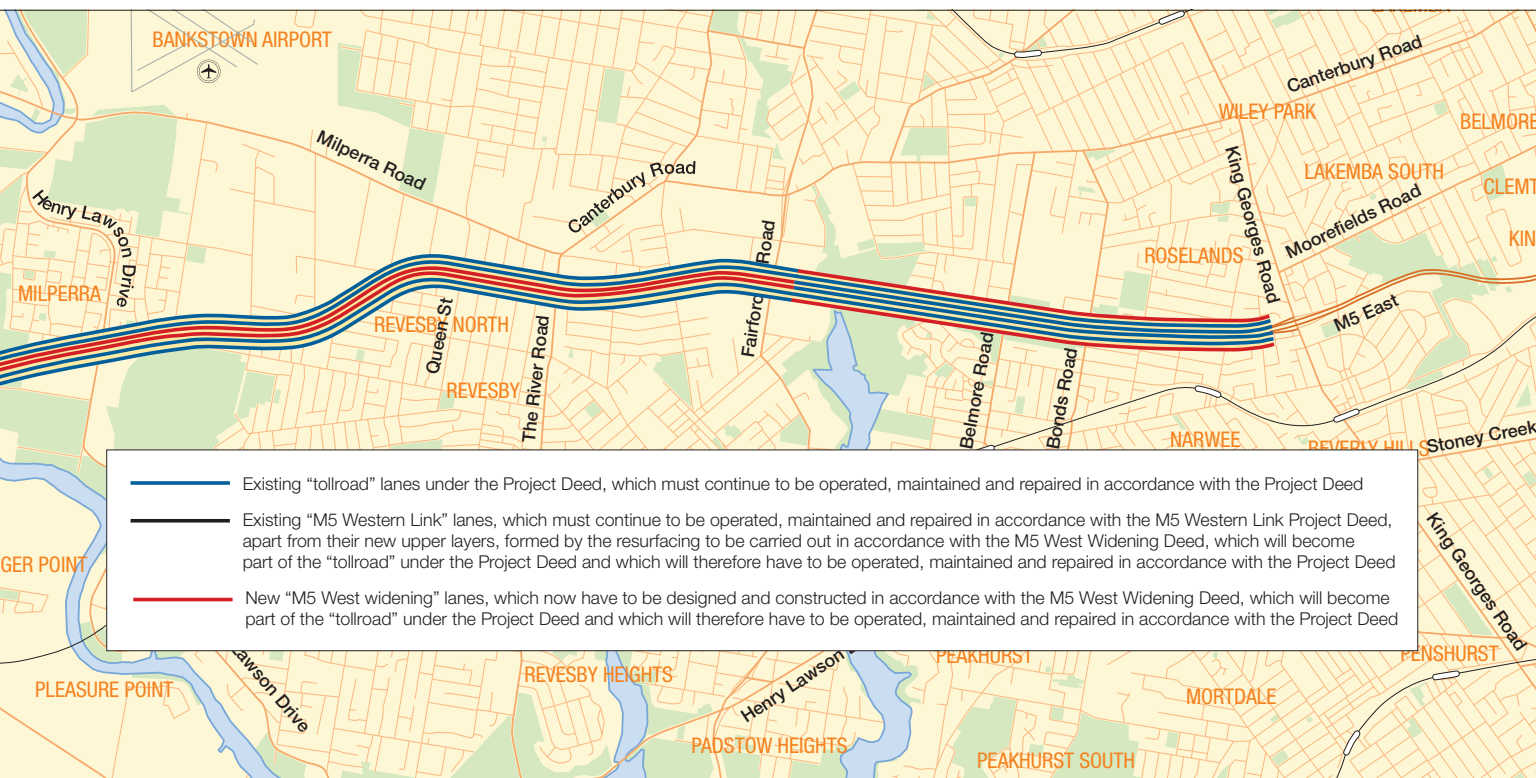 BANKSTOWN AIRPORT
Canterbury Road
WILEY PARK
BELMORE
Milperra Road
Canterbury Road
King Georges Road
LAKEMBA SOUTH
CLEMT
Henry Lawson Drive
Moorefields Road
Fairford Road
ROSELANDS
KIN
MILPERRA
M5 East
REVESBY NORTH
Queen St
The River Road
REVESBY
Belmore Road
Bonds Road
NARWEE
BEVERLY HILLS
Stoney Creek
Existing “tollroad” lanes under the Project Deed, which must continue to be operated, maintained and repaired in accordance with the Project Deed
Existing “M5 Western Link” lanes, which must continue to be operated, maintained and repaired in accordance with the M5 Western Link Project Deed,
apart from their new upper layers, formed by the resurfacing to be carried out in accordance with the M5 West Widening Deed, which will become
part of the “tollroad” under the Project Deed and which will therefore have to be operated, maintained and repaired in accordance with the Project Deed
New “M5 West widening” lanes, which now have to be designed and constructed in accordance with the M5 West Widening Deed, which will become
part of the “tollroad” under the Project Deed and which will therefore have to be operated, maintained and repaired in accordance with the Project Deed
GER POINT
King Georges Road
Lawson Drive
REVESBY HEIGHTS
Henry Lawson
PEAKHURST
PENSHURST
PLEASURE POINT
MORTDALE
PADSTOW HEIGHTS
PEAKHURST SOUTH